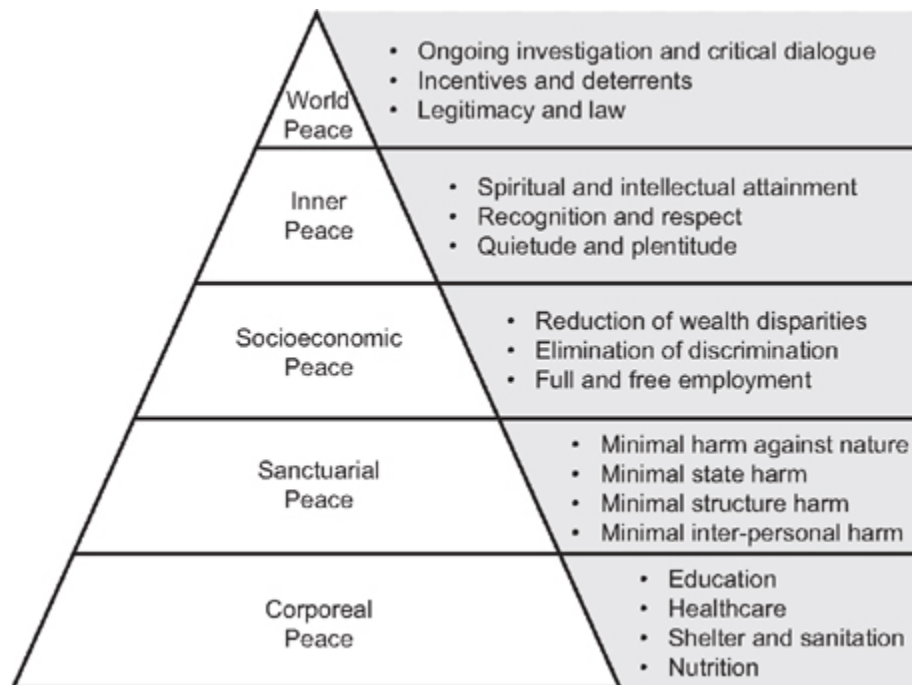 World
Peace
• Ongoing investigation and critical dialogue
• Incentives and deterrents
• Legitimacy and law
Inner
Peace
• Spiritual and intellectual attainment
• Recognition and respect
• Quietude and plentitude
Socioeconomic
Peace
• Reduction of wealth disparities
• Elimination of discrimination
• Full and free employment
Sanctuarial
Peace
• Minimal harm against nature
• Minimal state harm
• Minimal structure harm
• Minimal inter-personal harm
Corporeal
Peace
• Education
• Healthcare
• Shelter and sanitation
• Nutrition